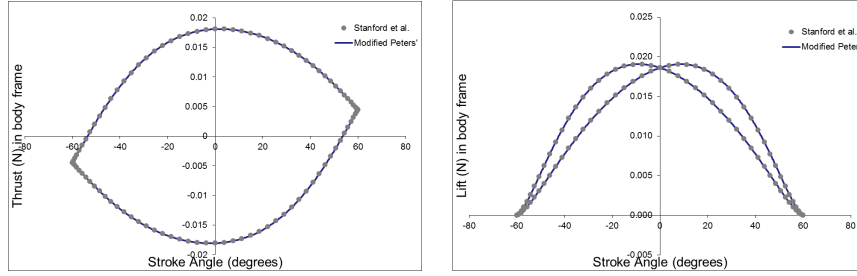 0.02
0.015
0.01
0.005
0
-0.005
-0.01
-0.015
-0.02
-80 -60 -40 -20 0 20 40 60 80
Thrust (N) in body frame
Stroke Angle (degrees)
Stanford et al.
Modified Peters'
0.025
0.020
0.015
0.010
0.005
0.000
-0.005
-80 -60 -40 -20 0 20 40 60 80
Lift (N) in body frame
Stroke Angle (degrees)
Stanford et al.
Modified Peter